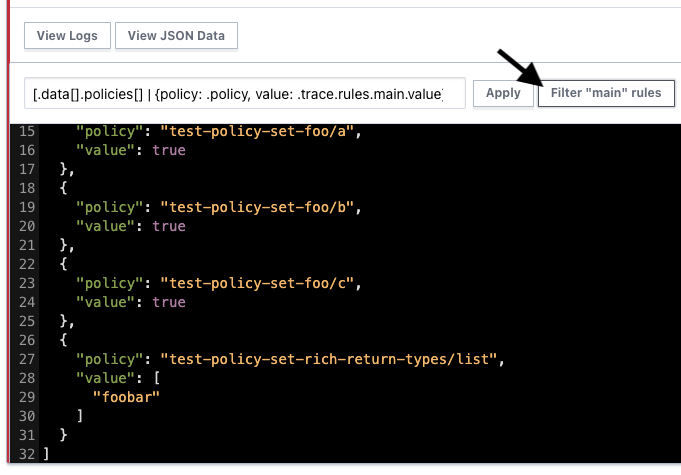 View Logs View JSON Data
[.data[].policies[] | {policy: .policy, value: .trace.rules.main.value} Apply Filter "main" rules
15 "policy": "test-policy-set-foo/a",
16 "value": true
17 },
18 {
19 "policy": "test-policy-set-foo/b",
20 "value": true
21 },
22 {
23 "policy": "test-policy-set-foo/c",
24 "value": true
25 },
26 {
27 "policy": "test-policy-set-rich-return-types/list",
28 "value": [
29 "foobar"
30 ]
31 }
32 ]